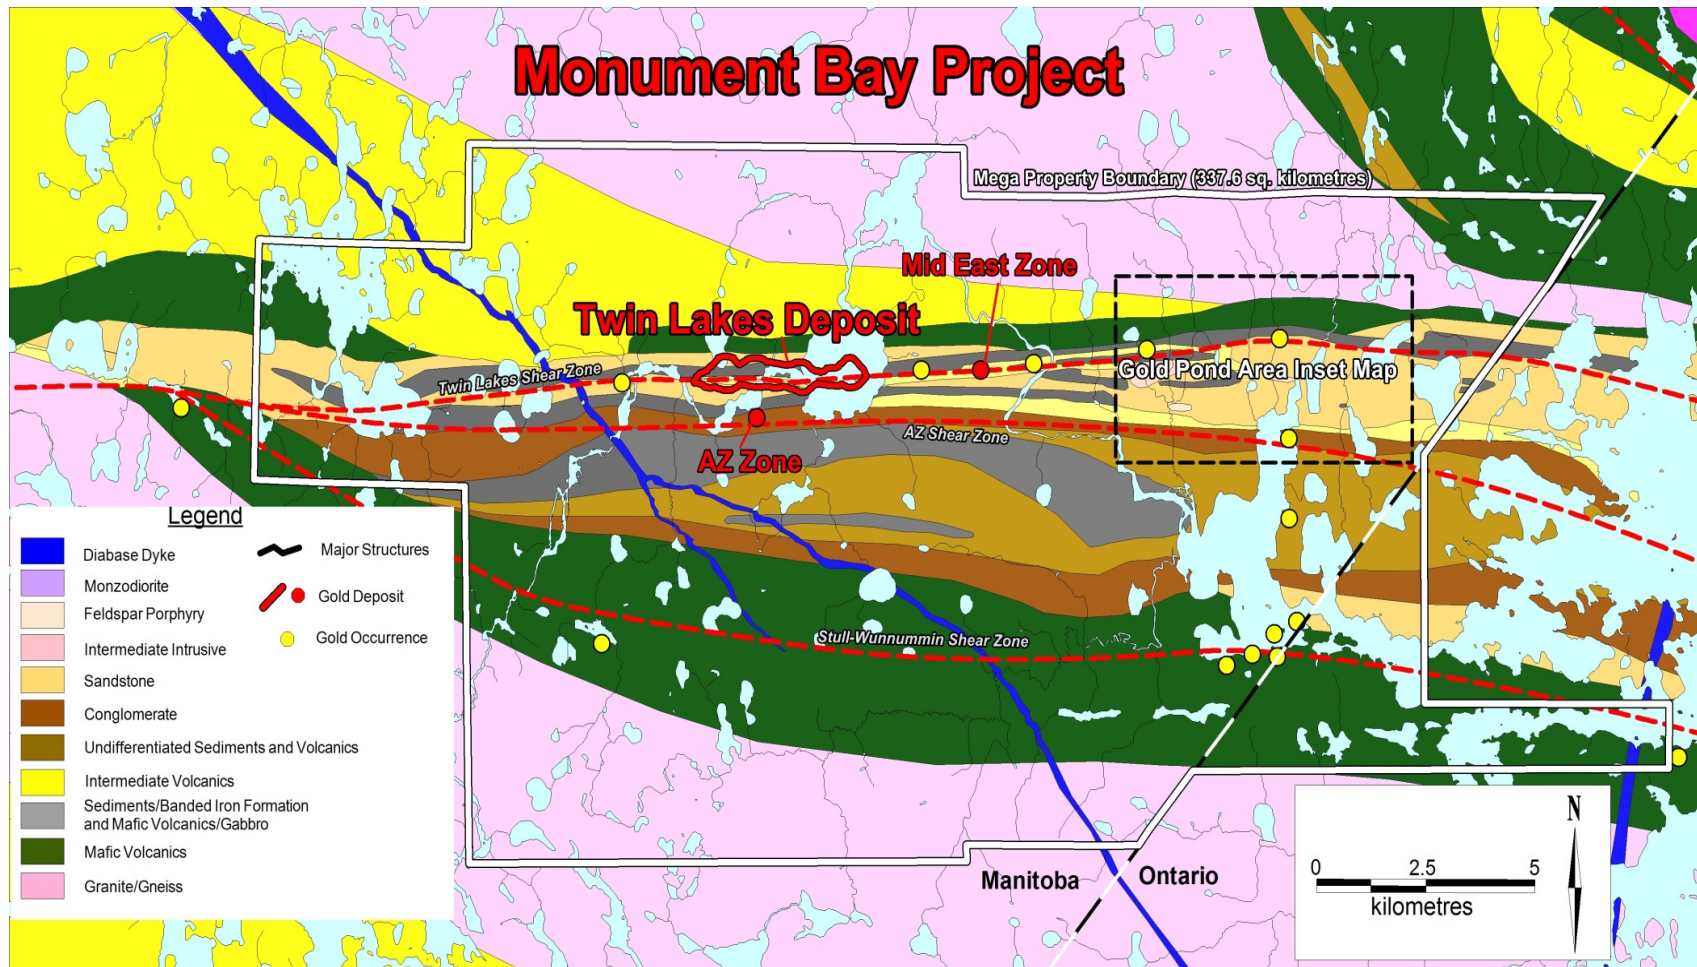 Monument Bay Project
Mega Property Boundary (337.6 sq. kilometres)
Mid East Zone
Twin Lakes Deposit
Twin Lakes Shear Zone
Gold Pond Area Inset Map
AZ Shear Zone
AZ Zone
Stull-Wunnummin Shear Zone
Legend
Diabase Dyke
Monzodiorite
Feldspar Porphyry
Intermediate Intrusive
Sandstone
Conglomerate
Undifferentiated Sediments and Volcanics
Intermediate Volcanics
Sediments/Banded Iron Formation
and Mafic Volcanics/Gabbro
Mafic Volcanics
Granite/Gneiss
Major Structures
Gold Deposit
Gold Occurrence
Manitoba
Ontario
N
0 2.5 5
kilometres